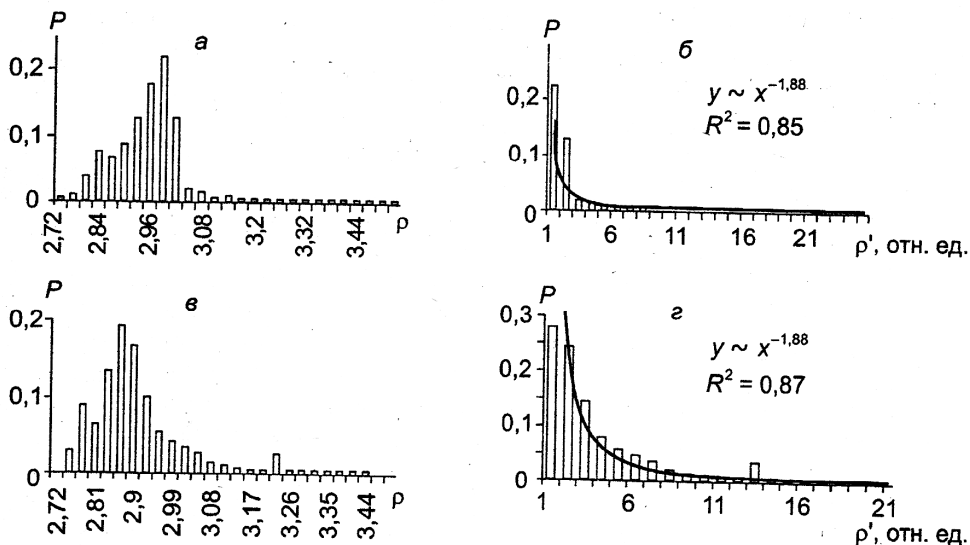 P
а
0,2
0,1
0
2,72
2,84
2,96
3,08
3,2
3,32
3,44
ρ
P
б
y ~ x^–1,88
R² = 0,85
0,2
0,1
0
1
6
11
16
21
ρ', отн. ед.
P
в
0,2
0,1
0
2,72
2,81
2,9
2,99
3,08
3,17
3,26
3,35
3,44
ρ
P
г
0,3
y ~ x^–1,88
R² = 0,87
0,2
0,1
0
1
6
11
16
21
ρ', отн. ед.